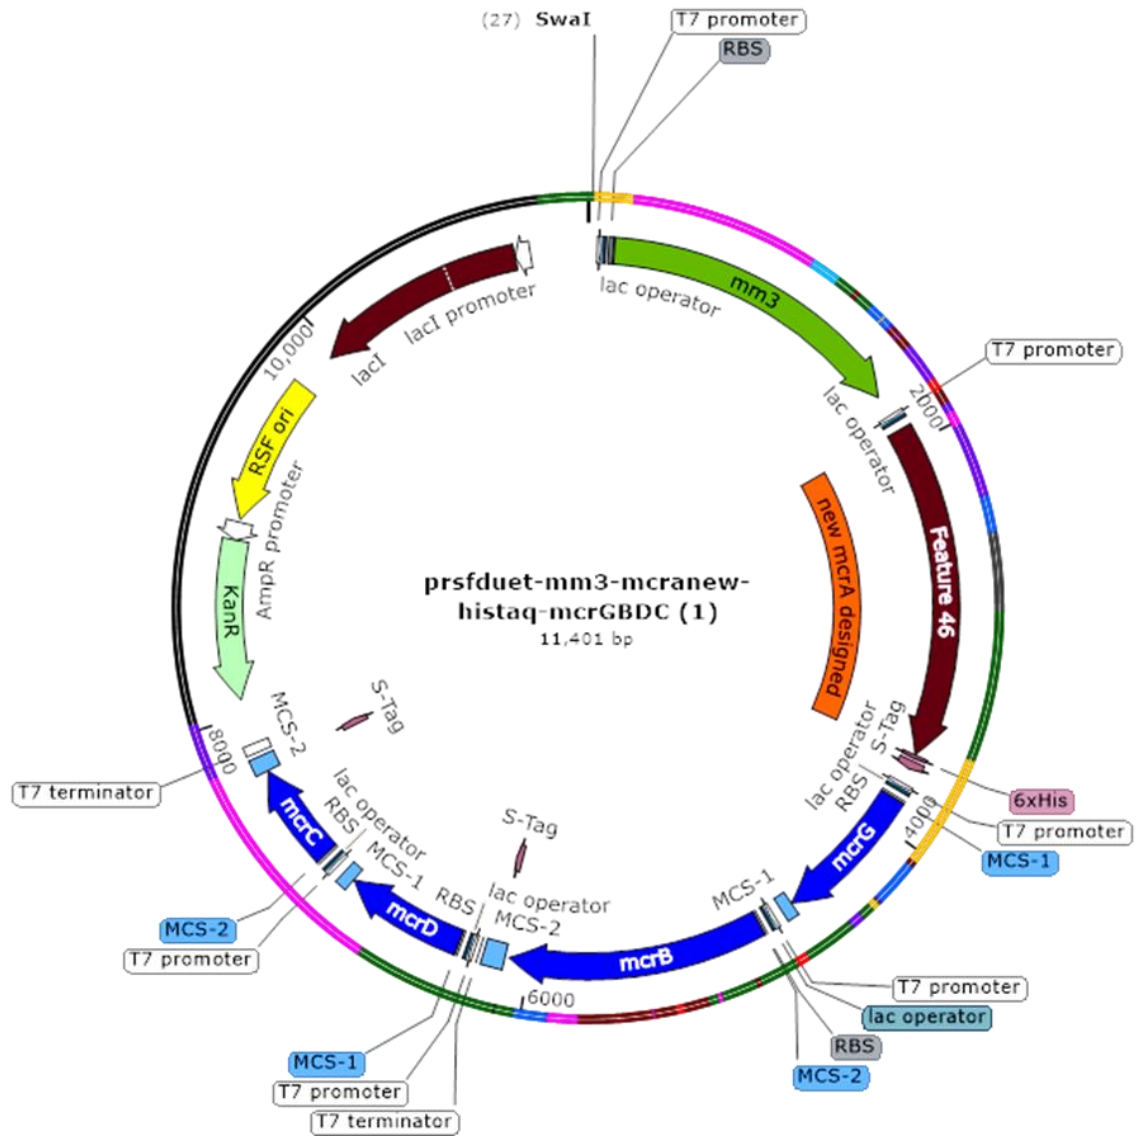 (27) SwaI
T7 promoter
RBS
lac operator
mm3
T7 promoter
2000
lac operator
Feature 46
new mcrA designed
lac operator
S-Tag
RBS
6xHis
T7 promoter
MCS-1
4000
mcrG
MCS-1
T7 promoter
lac operator
RBS
MCS-2
mcrB
6000
S-Tag
lac operator
MCS-2
RBS
mcrD
MCS-1
T7 promoter
T7 terminator
lac operator
RBS
MCS-1
mcrC
MCS-2
T7 promoter
S-Tag
MCS-2
8000
T7 terminator
KanR
AmpR promoter
RSF ori
10,000
lacI
lacI promoter
prsfduet-mm3-mcranew-
histaq-mcrGBDC (1)
11,401 bp